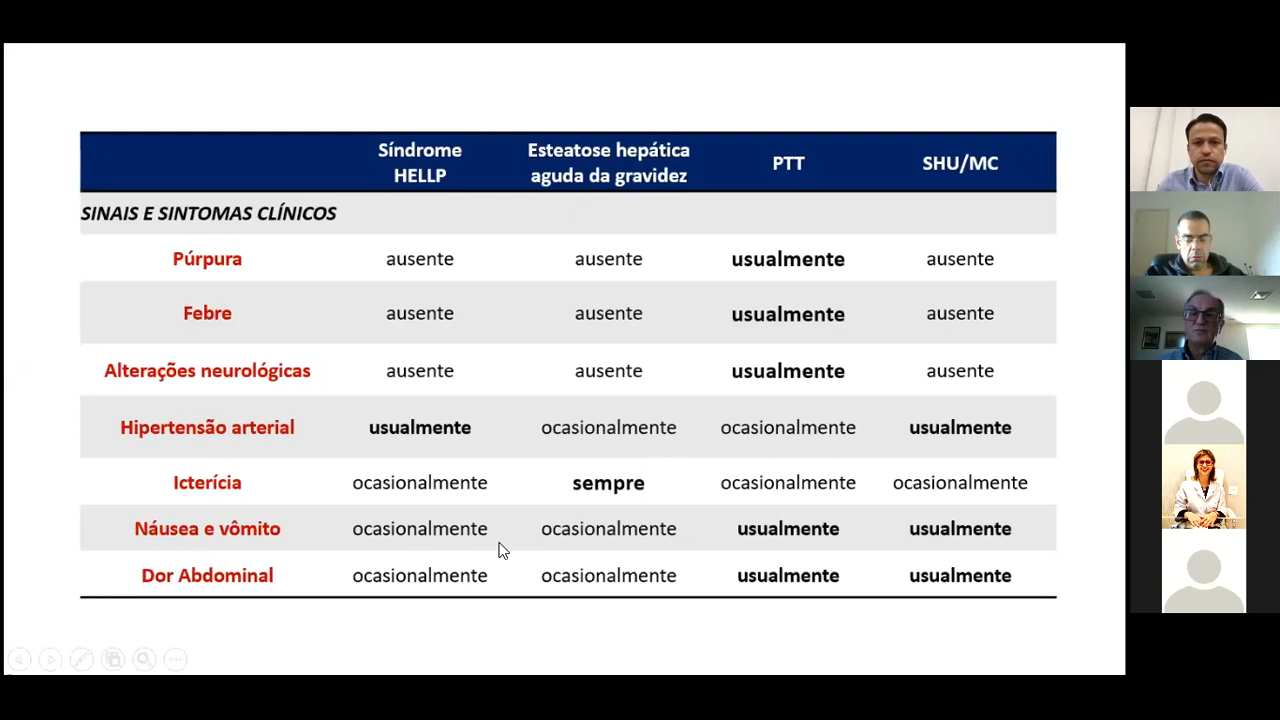 Síndrome HELLP Esteatose hepática aguda da gravidez PTT SHU/MC
SINAIS E SINTOMAS CLÍNICOS
Púrpura ausente ausente usualmente ausente
Febre ausente ausente usualmente ausente
Alterações neurológicas ausente ausente usualmente ausente
Hipertensão arterial usualmente ocasionalmente ocasionalmente usualmente
Icterícia ocasionalmente sempre ocasionalmente ocasionalmente
Náusea e vômito ocasionalmente ocasionalmente usualmente usualmente
Dor Abdominal ocasionalmente ocasionalmente usualmente usualmente